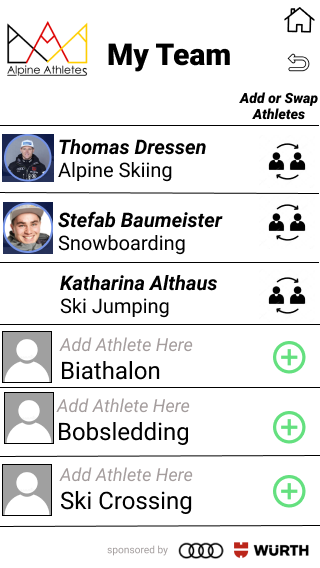 Alpine Athletes
My Team
Add or Swap
Athletes
Thomas Dressen
Alpine Skiing
Stefab Baumeister
Snowboarding
Katharina Althaus
Ski Jumping
Add Athlete Here
Biathalon
Add Athlete Here
Bobsledding
Add Athlete Here
Ski Crossing
sponsored by WÜRTH